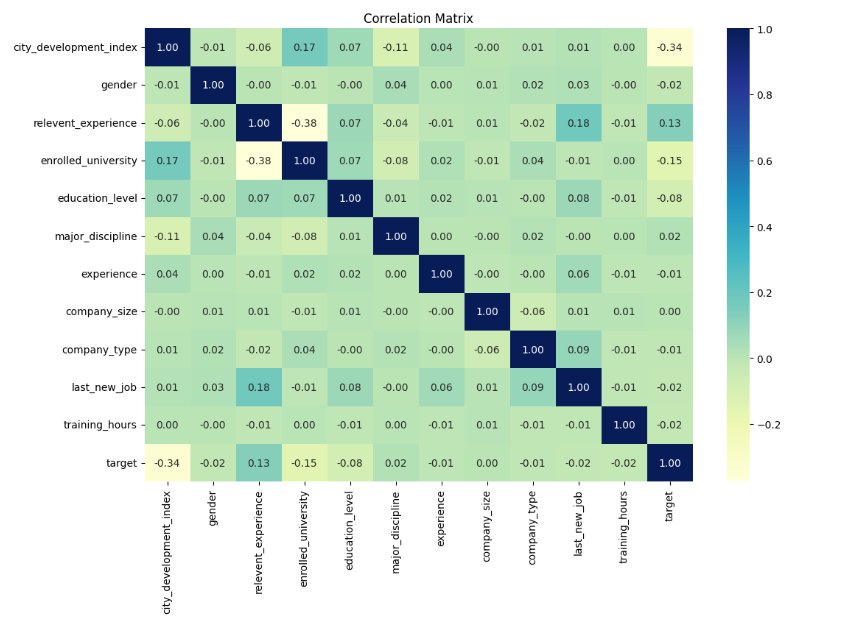 Correlation Matrix
city_development_index 1.00 -0.01 -0.06 0.17 0.07 -0.11 0.04 -0.00 0.01 0.01 0.00 -0.34
gender -0.01 1.00 -0.00 -0.01 -0.00 0.04 0.00 0.01 0.02 0.03 -0.00 -0.02
relevent_experience -0.06 -0.00 1.00 -0.38 0.07 -0.04 -0.01 0.01 -0.02 0.18 -0.01 0.13
enrolled_university 0.17 -0.01 -0.38 1.00 0.07 -0.08 0.02 -0.01 0.04 -0.01 0.00 -0.15
education_level 0.07 -0.00 0.07 0.07 1.00 0.01 0.02 0.01 -0.00 0.08 -0.01 -0.08
major_discipline -0.11 0.04 -0.04 -0.08 0.01 1.00 0.00 -0.00 0.02 -0.00 0.00 0.02
experience 0.04 0.00 -0.01 0.02 0.02 0.00 1.00 -0.00 -0.00 0.06 -0.01 -0.01
company_size -0.00 0.01 0.01 -0.01 0.01 -0.00 -0.00 1.00 -0.06 0.01 0.01 0.00
company_type 0.01 0.02 -0.02 0.04 -0.00 0.02 -0.00 -0.06 1.00 0.09 -0.01 -0.01
last_new_job 0.01 0.03 0.18 -0.01 0.08 -0.00 0.06 0.01 0.09 1.00 -0.01 -0.02
training_hours 0.00 -0.00 -0.01 0.00 -0.01 0.00 -0.01 0.01 -0.01 -0.01 1.00 -0.02
target -0.34 -0.02 0.13 -0.15 -0.08 0.02 -0.01 0.00 -0.01 -0.02 -0.02 1.00
city_development_index
gender
relevent_experience
enrolled_university
education_level
major_discipline
experience
company_size
company_type
last_new_job
training_hours
target
1.0
0.8
0.6
0.4
0.2
0.0
−0.2